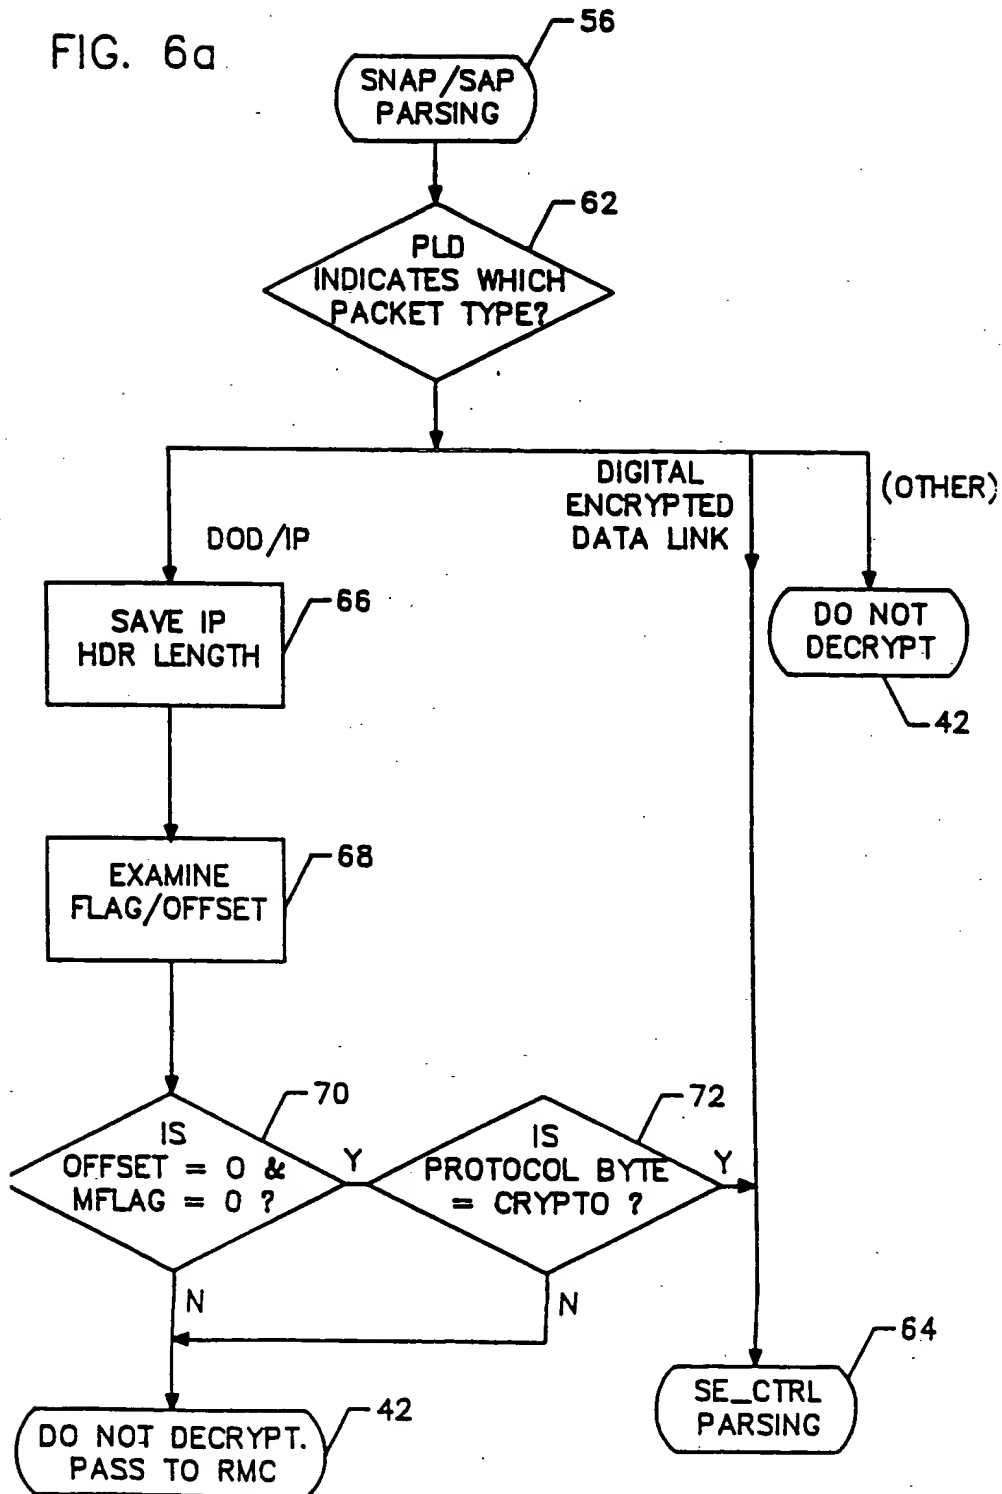 FIG. 6a
56
SNAP/SAP
PARSING
62
PLD
INDICATES WHICH
PACKET TYPE?
DIGITAL
ENCRYPTED
DATA LINK
(OTHER)
DOD/IP
66
SAVE IP
HDR LENGTH
DO NOT
DECRYPT
42
68
EXAMINE
FLAG/OFFSET
70
IS
OFFSET = 0 &
MFLAG = 0 ?
Y
72
IS
PROTOCOL BYTE
= CRYPTO ?
Y
N
N
64
SE_CTRL
PARSING
42
DO NOT DECRYPT.
PASS TO RMC